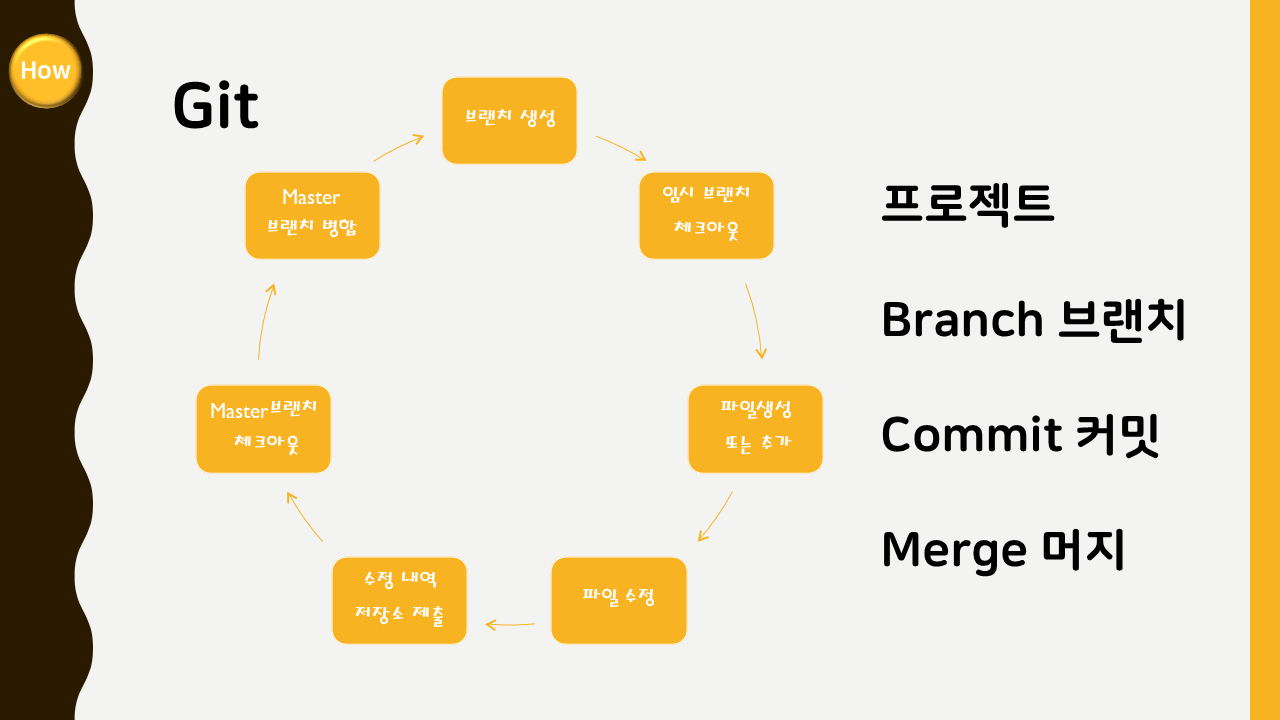 How
Git
브랜치 생성
임시 브랜치
체크아웃
파일생성
또는 추가
파일 수정
수정 내역
저장소 제출
Master브랜치
체크아웃
Master
브랜치 병합
프로젝트
Branch 브랜치
Commit 커밋
Merge 머지